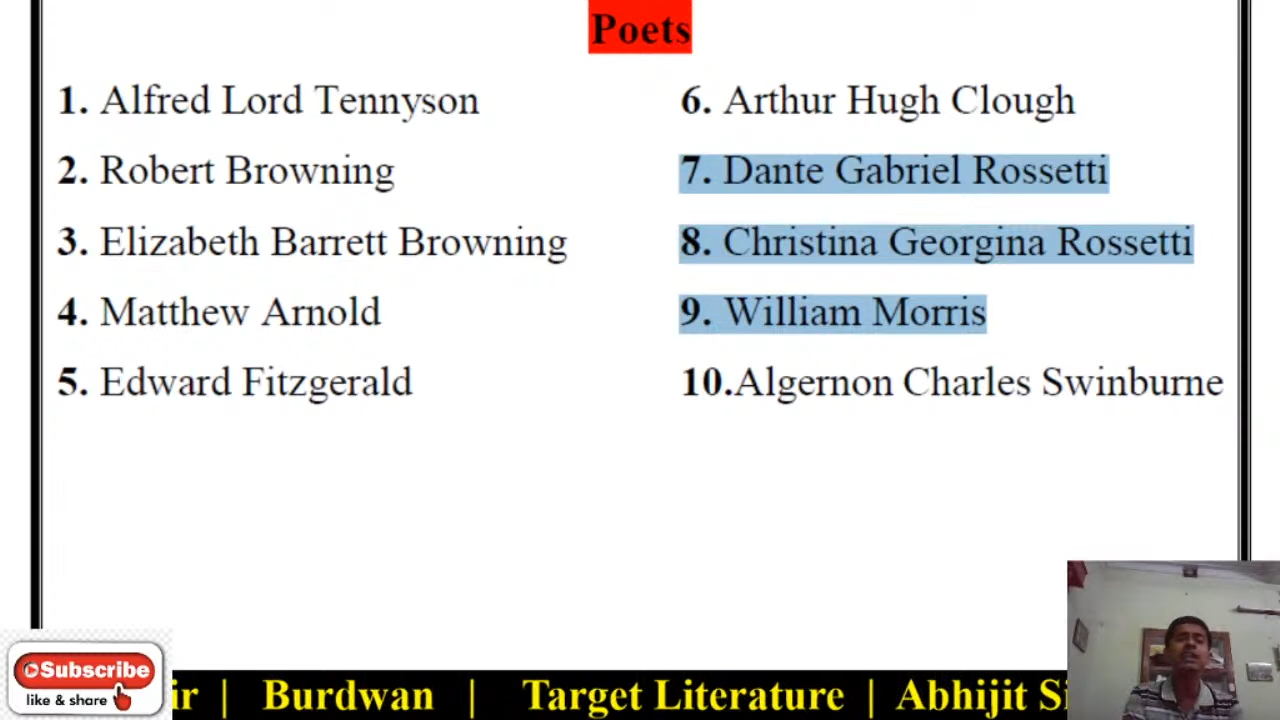 Poets
1. Alfred Lord Tennyson
2. Robert Browning
3. Elizabeth Barrett Browning
4. Matthew Arnold
5. Edward Fitzgerald
6. Arthur Hugh Clough
7. Dante Gabriel Rossetti
8. Christina Georgina Rossetti
9. William Morris
10.Algernon Charles Swinburne
Subscribe
like & share
ir | Burdwan | Target Literature | Abhijit Si